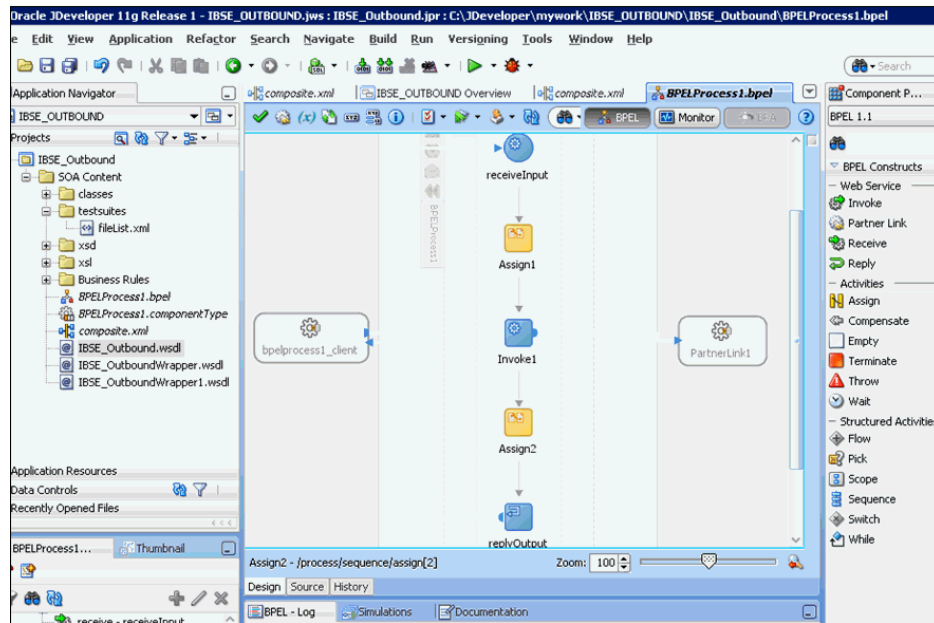 Oracle JDeveloper 11g Release 1 - IBSE_OUTBOUND.jws : IBSE_Outbound.jpr : C:\JDeveloper\mywork\IBSE_OUTBOUND\IBSE_Outbound\BPELProcess1.bpel
e Edit View Application Refactor Search Navigate Build Run Versioning Tools Window Help
Search
Application Navigator
composite.xml IBSE_OUTBOUND Overview composite.xml BPELProcess1.bpel
Component P...
IBSE_OUTBOUND
BPEL Monitor BPA
BPEL 1.1
Projects
IBSE_Outbound
SOA Content
classes
testsuites
fileList.xml
xsd
xsl
Business Rules
BPELProcess1.bpel
BPELProcess1.componentType
composite.xml
IBSE_Outbound.wsdl
IBSE_OutboundWrapper.wsdl
IBSE_OutboundWrapper1.wsdl
Application Resources
Data Controls
Recently Opened Files
BPELProcess1... Thumbnail
receive - receiveInput
BPELProcess1
receiveInput
Assign1
bpelprocess1_client
Invoke1
PartnerLink1
Assign2
replyOutput
Assign2 - /process/sequence/assign[2]
Zoom: 100
Design Source History
BPEL - Log Simulations Documentation
BPEL Constructs
Web Service
Invoke
Partner Link
Receive
Reply
Activities
Assign
Compensate
Empty
Terminate
Throw
Wait
Structured Activitie
Flow
Pick
Scope
Sequence
Switch
While